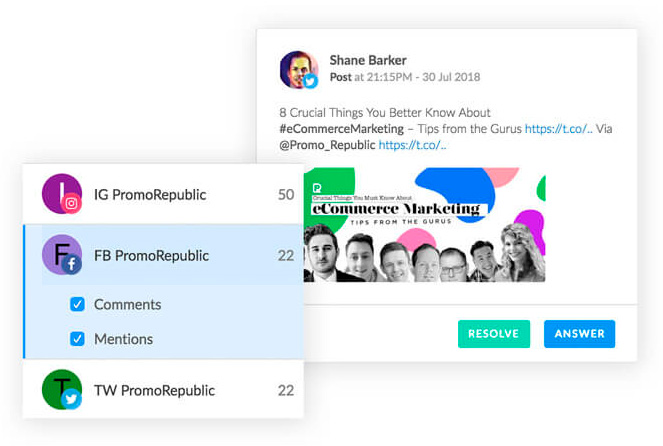 Shane Barker
Post at 21:15PM - 30 Jul 2018
8 Crucial Things You Better Know About
#eCommerceMarketing – Tips from the Gurus https://t.co/.. Via
@Promo_Republic https://t.co/..
Crucial Things You Must Know About
eCommerce Marketing
TIPS FROM THE GURUS
RESOLVE ANSWER
I
IG PromoRepublic 50
F
FB PromoRepublic 22
Comments
Mentions
T
TW PromoRepublic 22